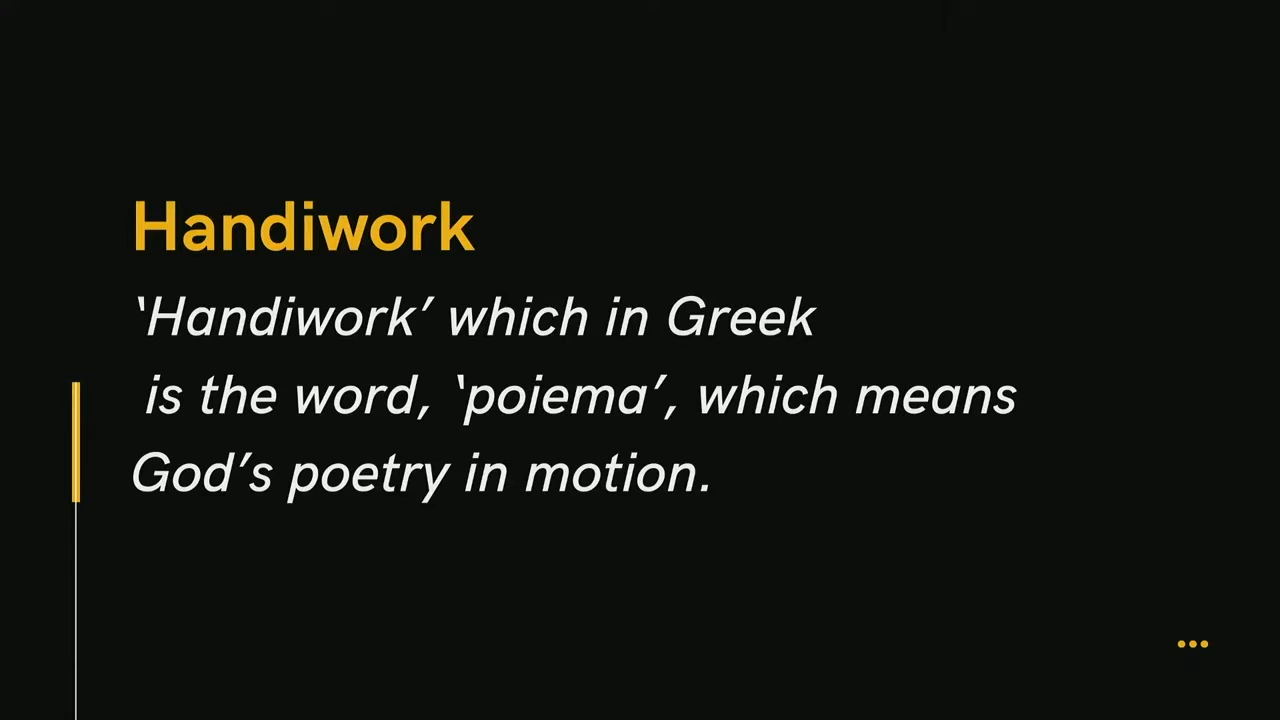 Handiwork
‘Handiwork’ which in Greek
is the word, ‘poiema’, which means
God’s poetry in motion.